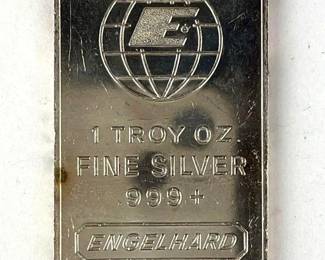 E
1 TROY OZ.
FINE SILVER
.999+
ENGELHARD